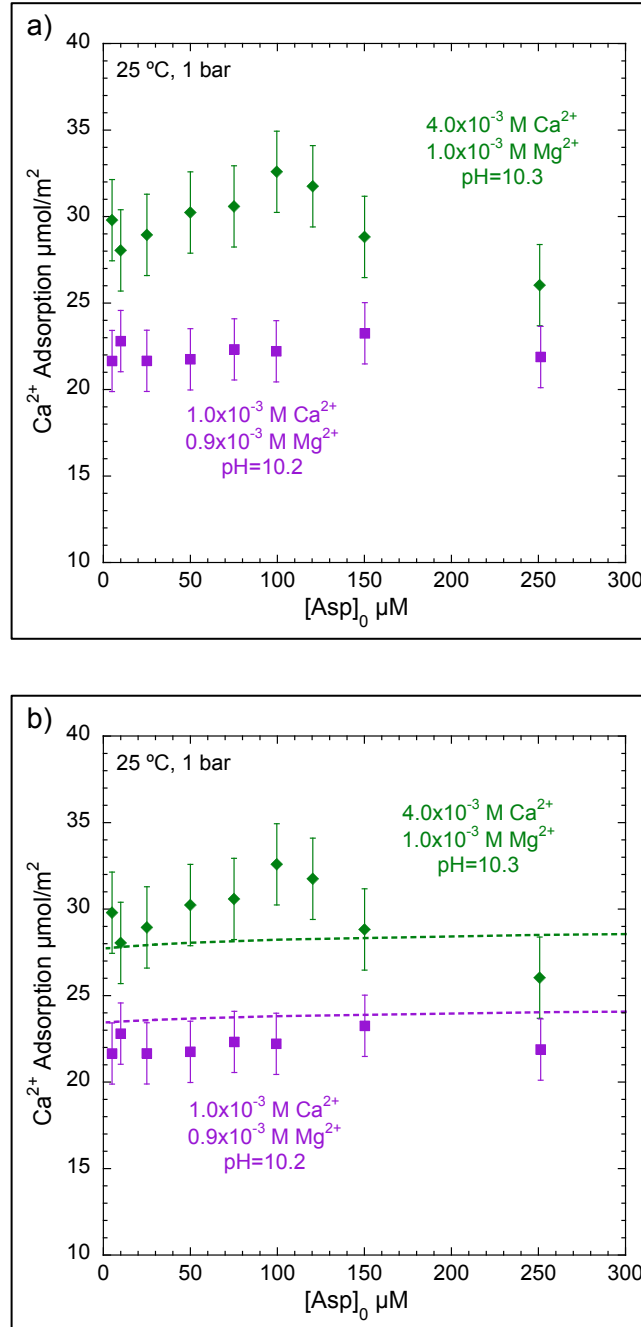 a)
40
25 ºC, 1 bar
4.0x10⁻³ M Ca²⁺
1.0x10⁻³ M Mg²⁺
pH=10.3
35
30
25
20
15
10
Ca²⁺ Adsorption µmol/m²
1.0x10⁻³ M Ca²⁺
0.9x10⁻³ M Mg²⁺
pH=10.2
0 50 100 150 200 250 300
[Asp]₀ µM
b)
40
25 ºC, 1 bar
4.0x10⁻³ M Ca²⁺
1.0x10⁻³ M Mg²⁺
pH=10.3
35
30
25
20
15
10
Ca²⁺ Adsorption µmol/m²
1.0x10⁻³ M Ca²⁺
0.9x10⁻³ M Mg²⁺
pH=10.2
0 50 100 150 200 250 300
[Asp]₀ µM